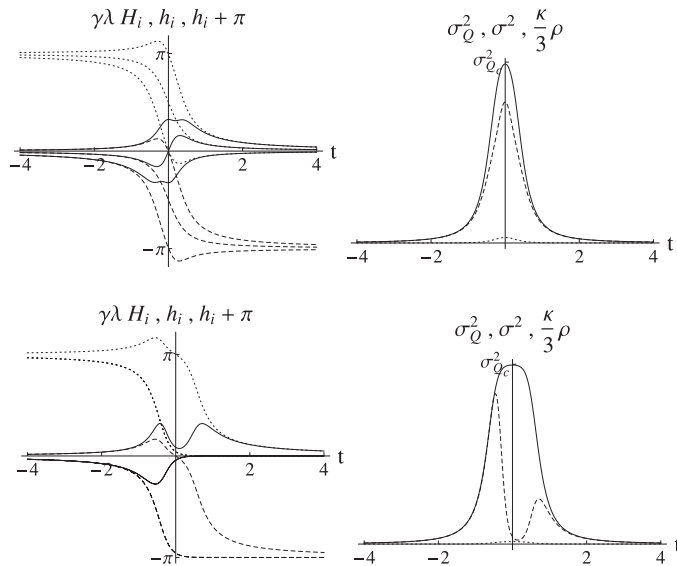 γλ H_i , h_i , h_i + π
σ_Q^2 , σ^2 , κ/3 ρ
π
σ_{Q_c}^2
−4 −2 2 4 t
−π
−4 −2 2 4 t
γλ H_i , h_i , h_i + π
σ_Q^2 , σ^2 , κ/3 ρ
π
σ_{Q_c}^2
−4 −2 2 4 t
−π
−4 −2 2 4 t